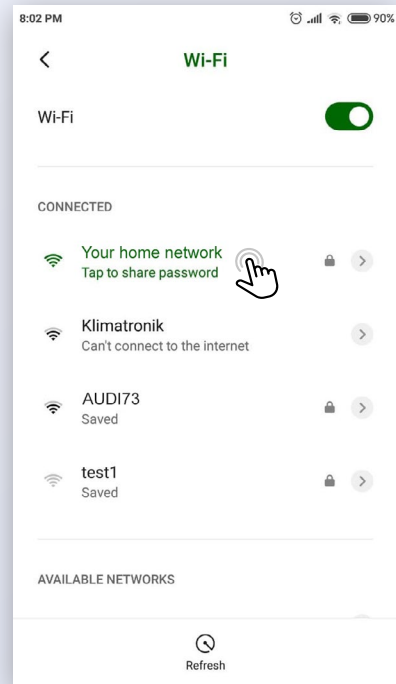 8:02 PM 90%
Wi-Fi
Wi-Fi
CONNECTED
Your home network
Tap to share password
Klimatronik
Can't connect to the internet
AUDI73
Saved
test1
Saved
AVAILABLE NETWORKS
Refresh